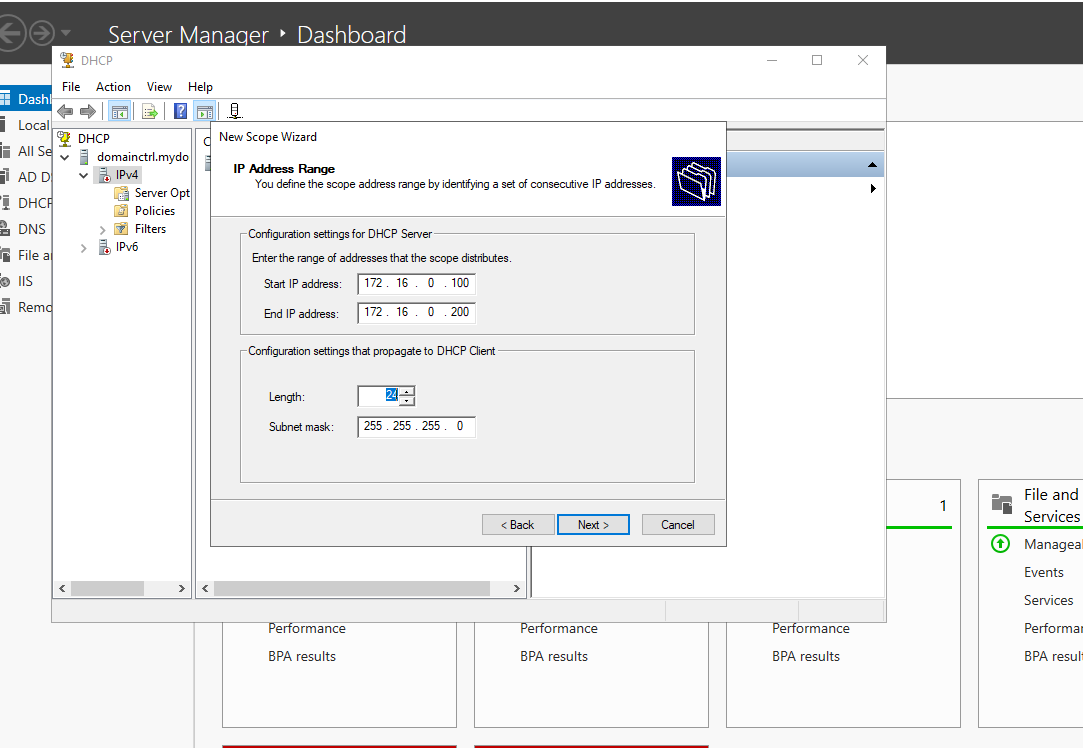 Server Manager ‣ Dashboard
DHCP
File Action View Help
Dashl
Local
All Se
AD D
DHCP
DNS
File a
IIS
Remo
DHCP
domainctrl.mydo
IPv4
Server Opt
Policies
Filters
IPv6
C
New Scope Wizard
IP Address Range
You define the scope address range by identifying a set of consecutive IP addresses.
Configuration settings for DHCP Server
Enter the range of addresses that the scope distributes.
Start IP address: 172 . 16 . 0 . 100
End IP address: 172 . 16 . 0 . 200
Configuration settings that propagate to DHCP Client
Length: 24
Subnet mask: 255 . 255 . 255 . 0
< Back Next > Cancel
1
File and
Services
Manageal
Events
Services
Performan
BPA result
Performance
BPA results
Performance
BPA results
Performance
BPA results